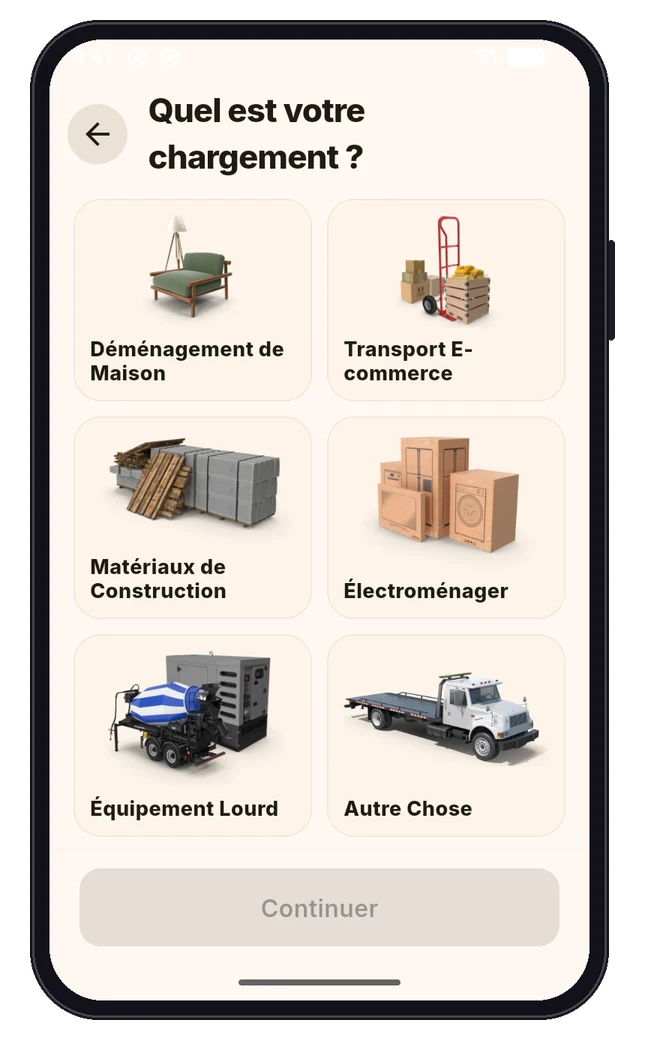 Quel est votre
chargement ?
Déménagement de
Maison
Transport E-
commerce
Matériaux de
Construction
Électroménager
Équipement Lourd
Autre Chose
Continuer